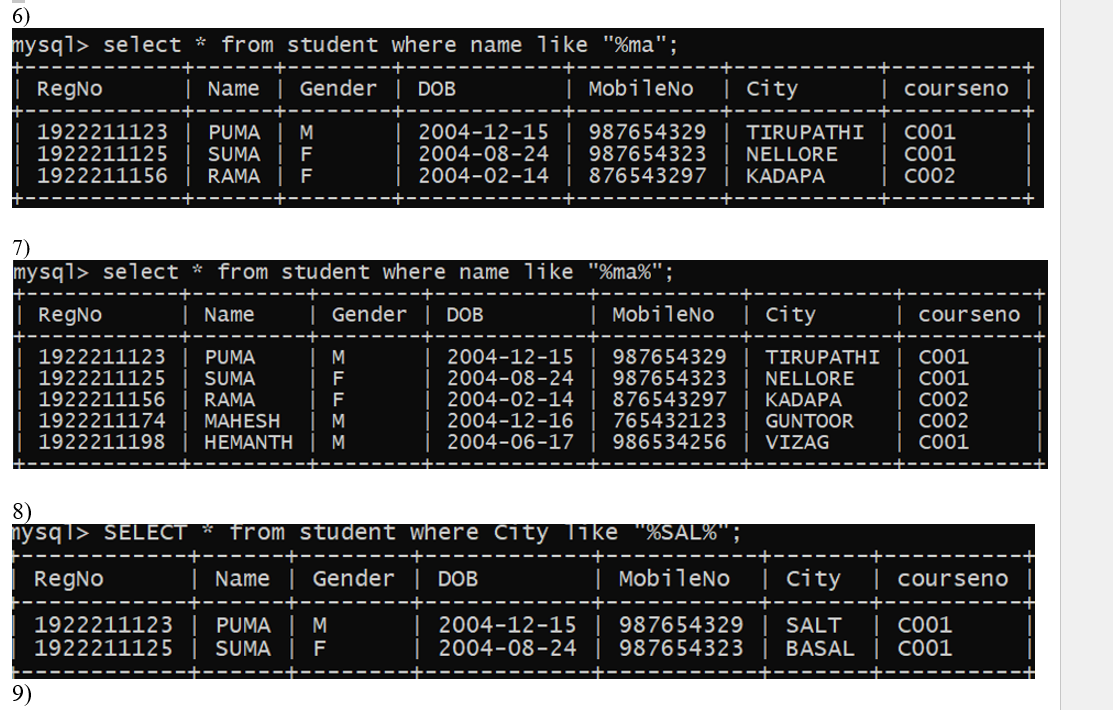 6)
mysql> select * from student where name like "%ma";
+------------+------+--------+------------+-----------+-----------+----------+
| RegNo | Name | Gender | DOB | MobileNo | City | courseno |
+------------+------+--------+------------+-----------+-----------+----------+
| 1922211123 | PUMA | M | 2004-12-15 | 987654329 | TIRUPATHI | C001 |
| 1922211125 | SUMA | F | 2004-08-24 | 987654323 | NELLORE | C001 |
| 1922211156 | RAMA | F | 2004-02-14 | 876543297 | KADAPA | C002 |
+------------+------+--------+------------+-----------+-----------+----------+
7)
mysql> select * from student where name like "%ma%";
+------------+---------+--------+------------+-----------+-----------+----------+
| RegNo | Name | Gender | DOB | MobileNo | City | courseno |
+------------+---------+--------+------------+-----------+-----------+----------+
| 1922211123 | PUMA | M | 2004-12-15 | 987654329 | TIRUPATHI | C001 |
| 1922211125 | SUMA | F | 2004-08-24 | 987654323 | NELLORE | C001 |
| 1922211156 | RAMA | F | 2004-02-14 | 876543297 | KADAPA | C002 |
| 1922211174 | MAHESH | M | 2004-12-16 | 765432123 | GUNTOOR | C002 |
| 1922211198 | HEMANTH | M | 2004-06-17 | 986534256 | VIZAG | C001 |
+------------+---------+--------+------------+-----------+-----------+----------+
8)
mysql> SELECT * from student where City like "%SAL%";
+------------+------+--------+------------+-----------+-------+----------+
| RegNo | Name | Gender | DOB | MobileNo | City | courseno |
+------------+------+--------+------------+-----------+-------+----------+
| 1922211123 | PUMA | M | 2004-12-15 | 987654329 | SALT | C001 |
| 1922211125 | SUMA | F | 2004-08-24 | 987654323 | BASAL | C001 |
+------------+------+--------+------------+-----------+-------+----------+
9)